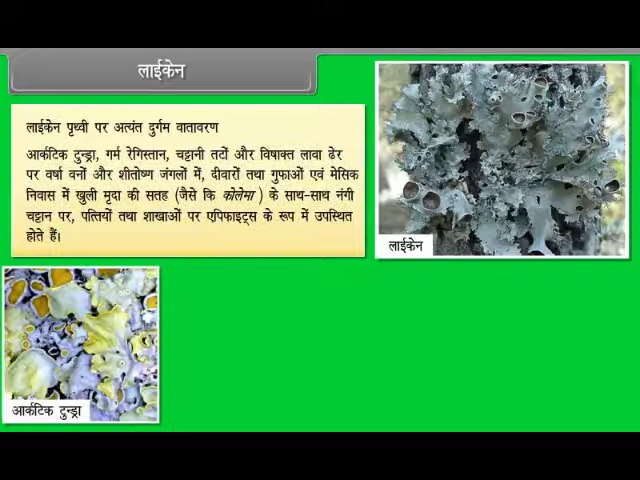 लाईकेन
लाईकेन पृथ्वी पर अत्यंत दुर्गम वातावरण
आर्कटिक टुन्ड्रा, गर्म रेगिस्तान, चट्टानी तटों और विषाक्त लावा ढेर
पर वर्षा वनों और शीतोष्ण जंगलों में, दीवारों तथा गुफाओं एवं मेसिक
निवास में खुली मृदा की सतह (जैसे कि कोलेमा ) के साथ-साथ नंगी
चट्टान पर, पत्तियों तथा शाखाओं पर एपिफाइट्स के रूप में उपस्थित
होते हैं।
लाईकेन
आर्कटिक टुन्ड्रा